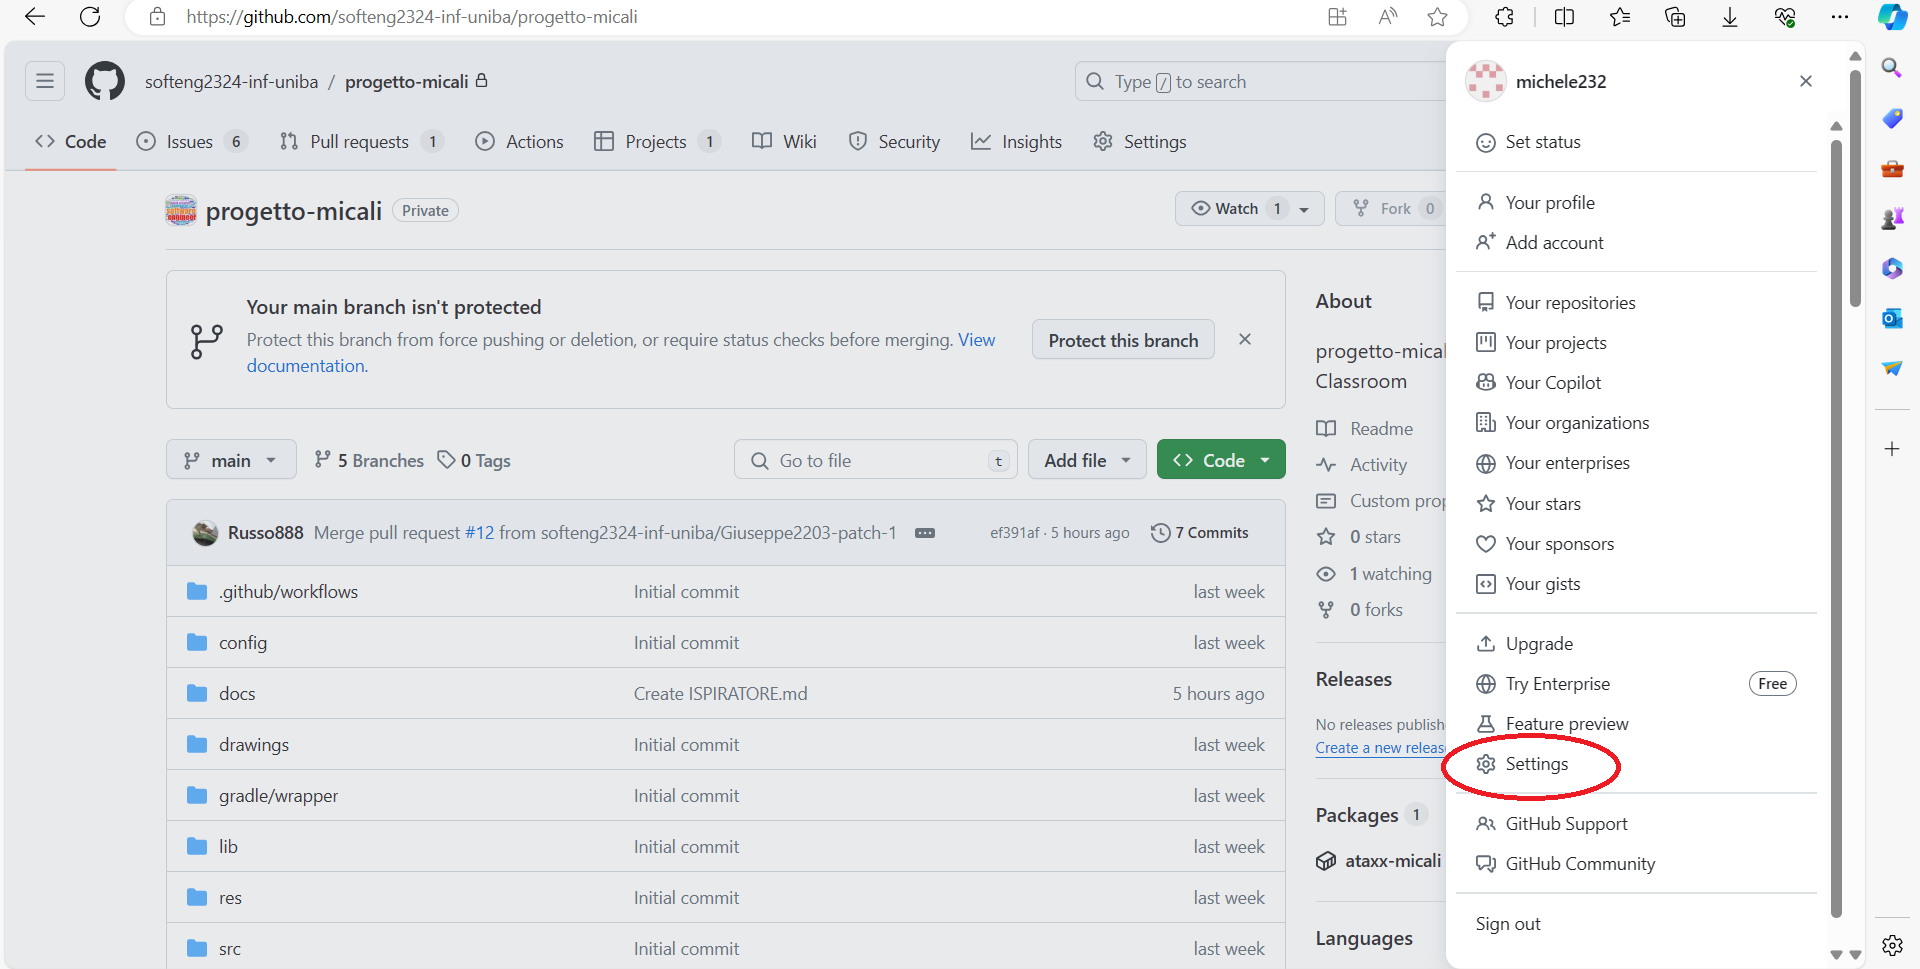 https://github.com/softeng2324-inf-uniba/progetto-micali
softeng2324-inf-uniba / progetto-micali
Type / to search
Code
Issues 6
Pull requests 1
Actions
Projects 1
Wiki
Security
Insights
Settings
progetto-micali Private
Watch 1
Fork 0
Your main branch isn't protected
Protect this branch from force pushing or deletion, or require status checks before merging. View
documentation.
Protect this branch
main
5 Branches
0 Tags
Go to file t
Add file
Code
Russo888 Merge pull request #12 from softeng2324-inf-uniba/Giuseppe2203-patch-1
ef391af · 5 hours ago
7 Commits
.github/workflows Initial commit last week
config Initial commit last week
docs Create ISPIRATORE.md 5 hours ago
drawings Initial commit last week
gradle/wrapper Initial commit last week
lib Initial commit last week
res Initial commit last week
src Initial commit last week
About
progetto-mical
Classroom
Readme
Activity
Custom prop
0 stars
1 watching
0 forks
Releases
No releases publish
Create a new releas
Packages 1
ataxx-micali
Languages
michele232
Set status
Your profile
Add account
Your repositories
Your projects
Your Copilot
Your organizations
Your enterprises
Your stars
Your sponsors
Your gists
Upgrade
Try Enterprise Free
Feature preview
Settings
GitHub Support
GitHub Community
Sign out